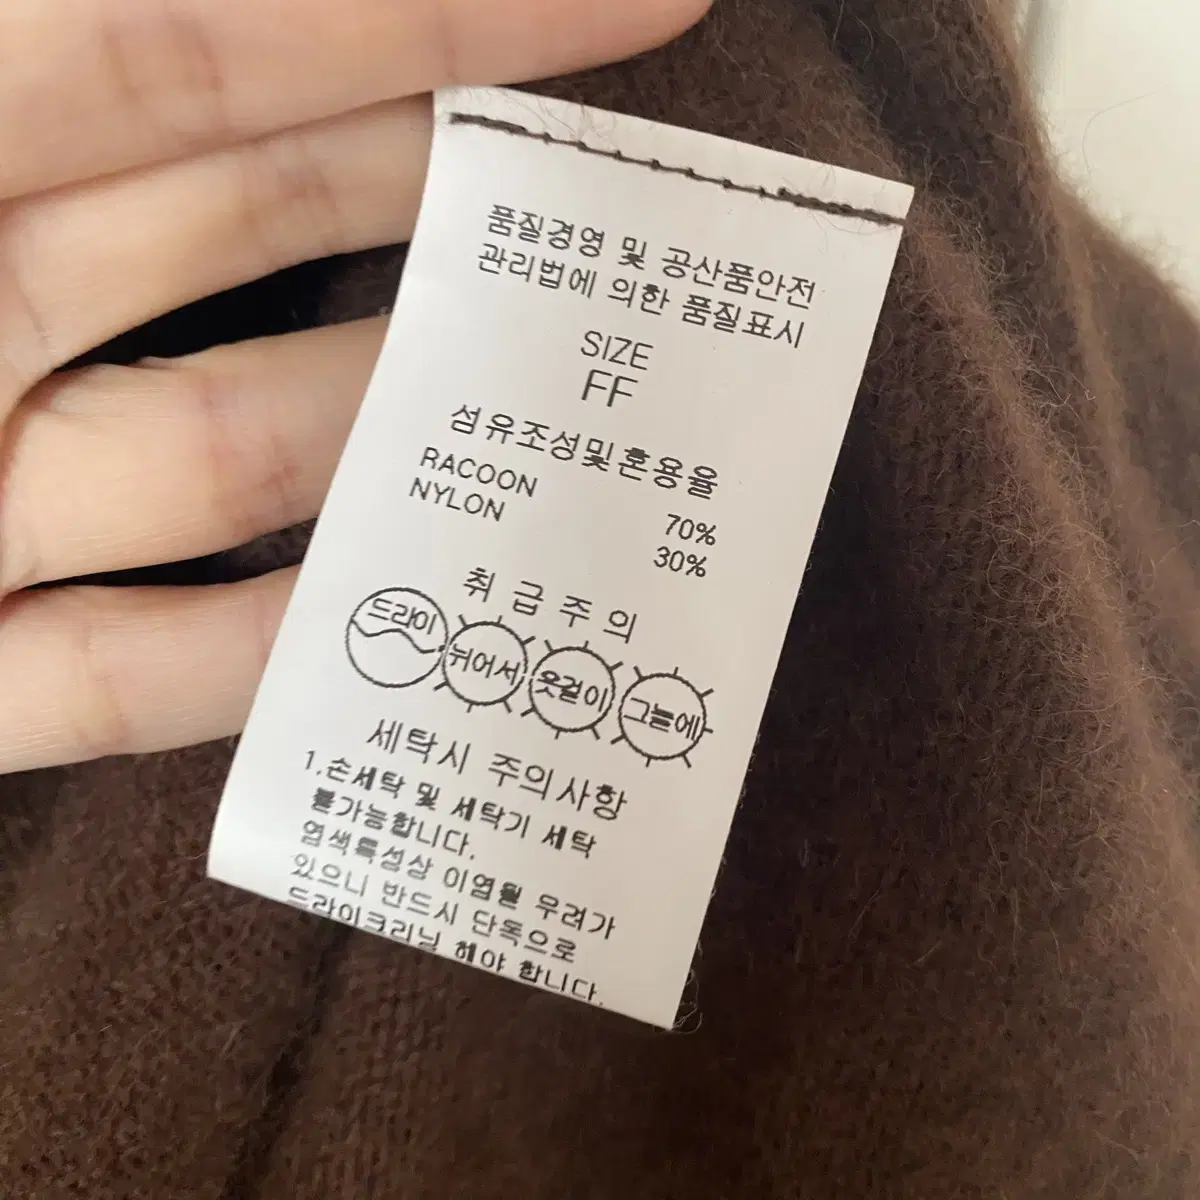 품질경영 및 공산품안전
관리법에 의한 품질표시
SIZE
FF
섬유조성및혼용율
RACOON 70%
NYLON 30%
취급주의
드라이 뉘어서 옷걸이 그늘에
세탁시 주의사항
1.손세탁 및 세탁기 세탁
불가능합니다.
염색특성상 이염될 우려가
있으니 반드시 단독으로
드라이크리닝 해야 합니다.